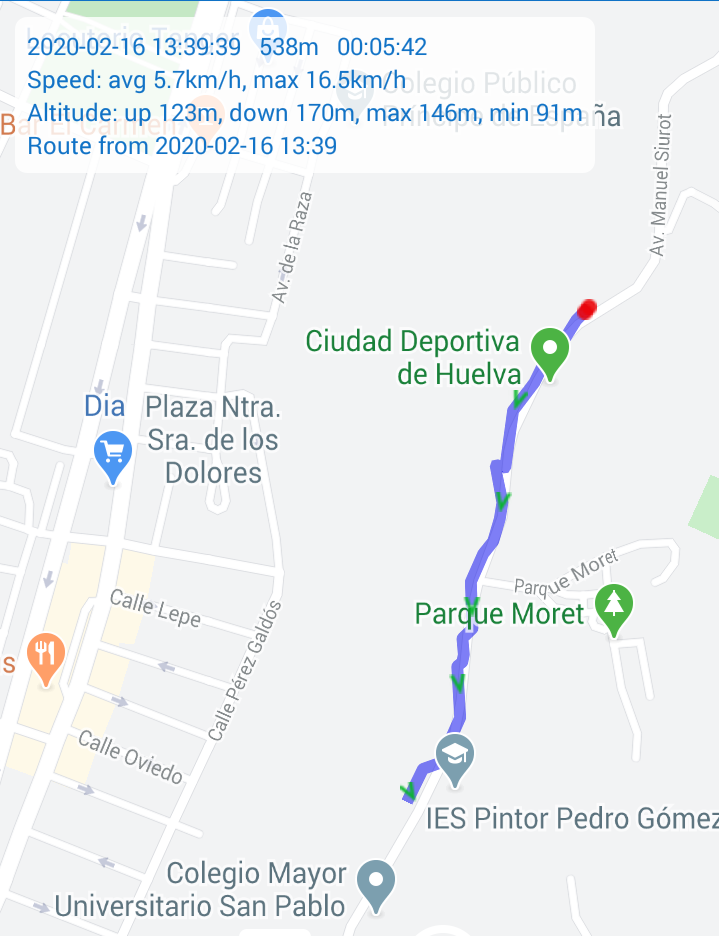 2020-02-16 13:39:39 538m 00:05:42
Speed: avg 5.7km/h, max 16.5km/h
Altitude: up 123m, down 170m, max 146m, min 91m
Route from 2020-02-16 13:39
Locutorio Tanger
Colegio Público
Príncipe de España
Bar El Carmen
Av. Manuel Siurot
Av. de la Raza
Ciudad Deportiva
de Huelva
Dia
Plaza Ntra.
Sra. de los
Dolores
Parque Moret
Parque Moret
Calle Lepe
Calle Pérez Galdós
s
Calle Oviedo
IES Pintor Pedro Gómez
Colegio Mayor
Universitario San Pablo